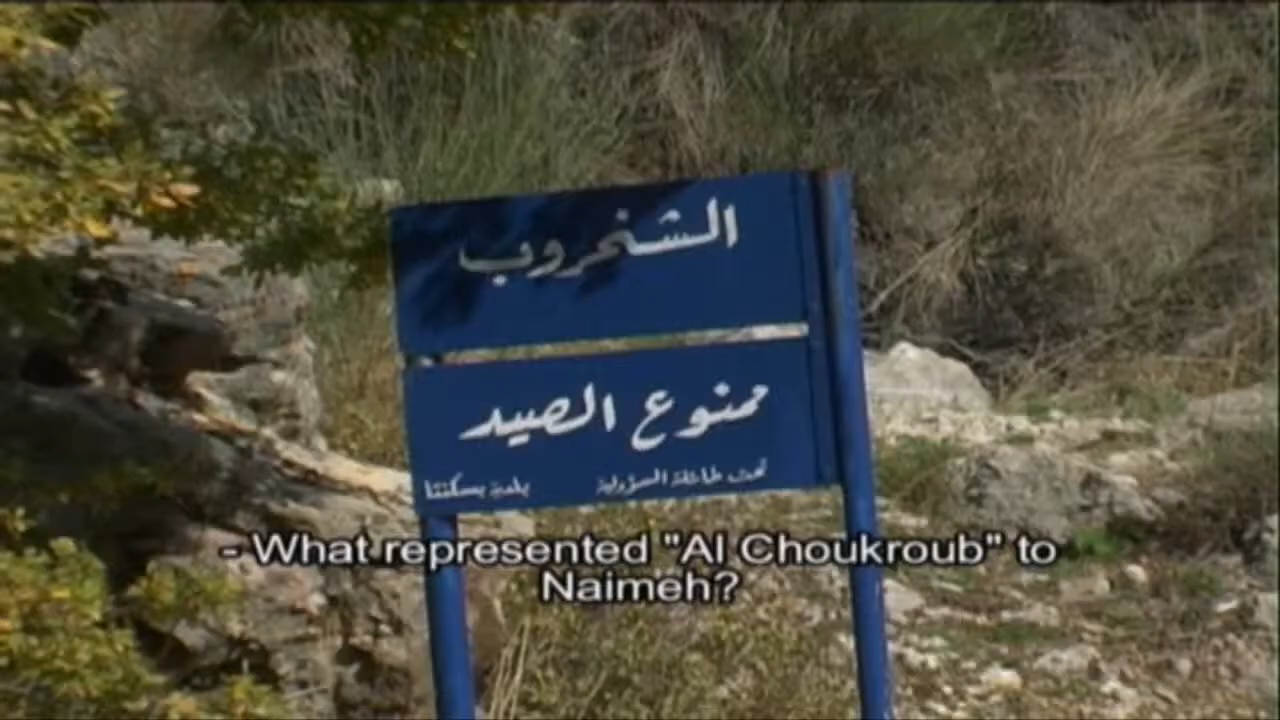 الشخروب
ممنوع الصيد
تحت طائلة المسؤولية
بلدية بسكنتا
- What represented "Al Choukroub" to
Naimeh?